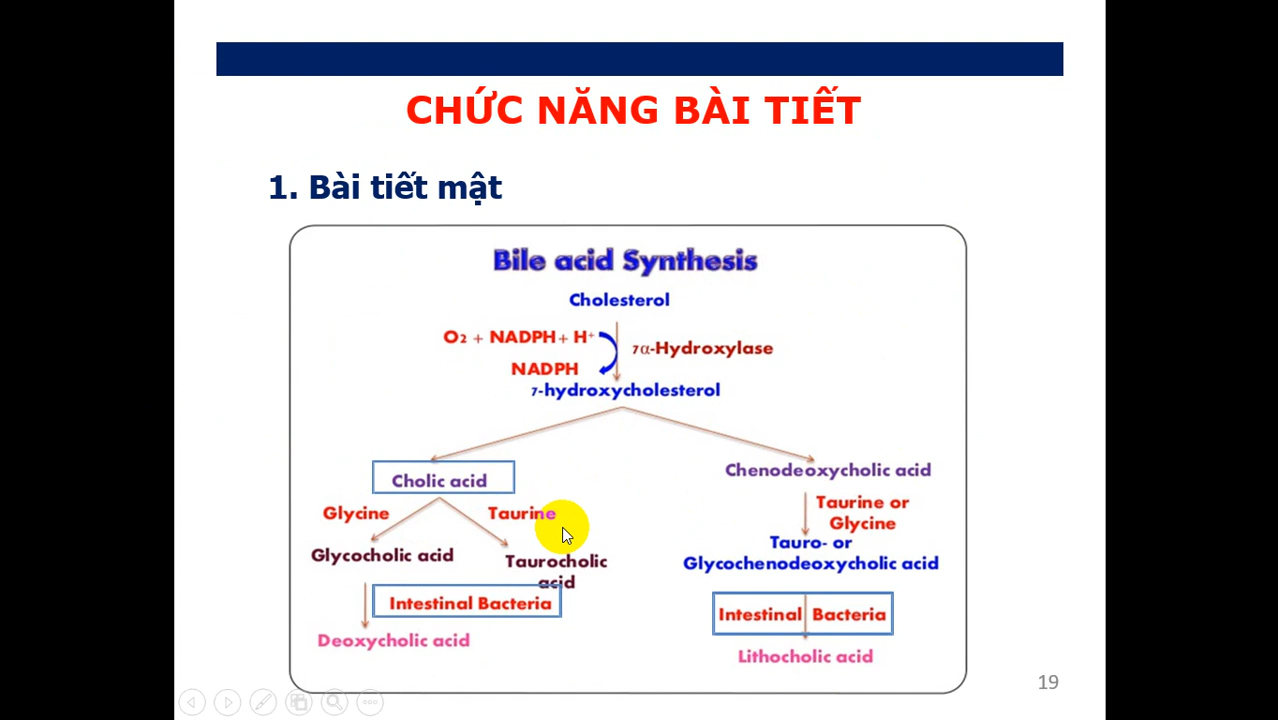 CHỨC NĂNG BÀI TIẾT
1. Bài tiết mật
Bile acid Synthesis
Cholesterol
O₂ + NADPH + H⁺
7α-Hydroxylase
NADPH
7-hydroxycholesterol
Cholic acid
Chenodeoxycholic acid
Glycine
Taurine
Taurine or
Glycine
Glycocholic acid
Taurocholic
acid
Tauro- or
Glycochenodeoxycholic acid
Intestinal Bacteria
Intestinal Bacteria
Deoxycholic acid
Lithocholic acid
19